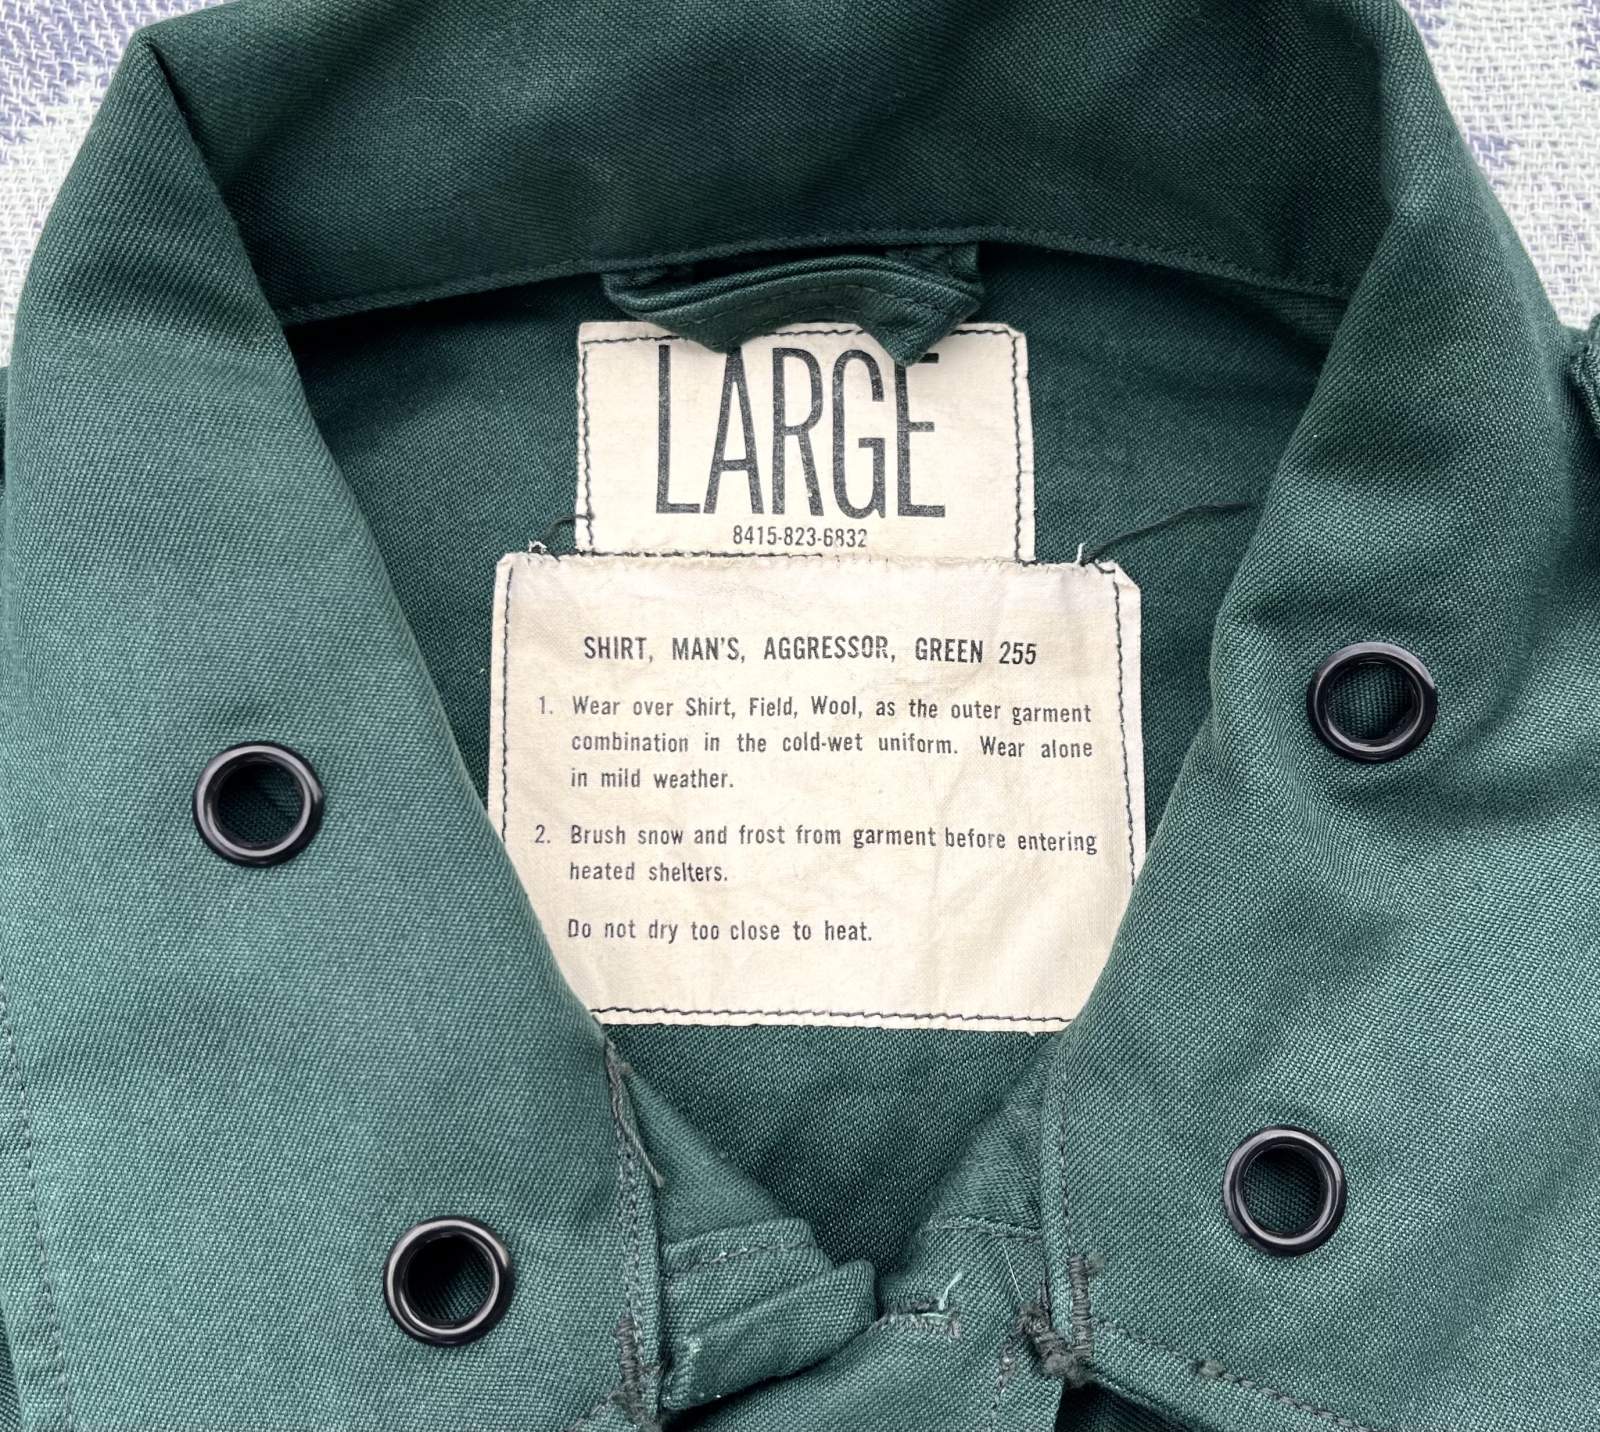 LARGE
8415-823-6832
SHIRT, MAN'S, AGGRESSOR, GREEN 255
1. Wear over Shirt, Field, Wool, as the outer garment
combination in the cold-wet uniform. Wear alone
in mild weather.
2. Brush snow and frost from garment before entering
heated shelters.
Do not dry too close to heat.